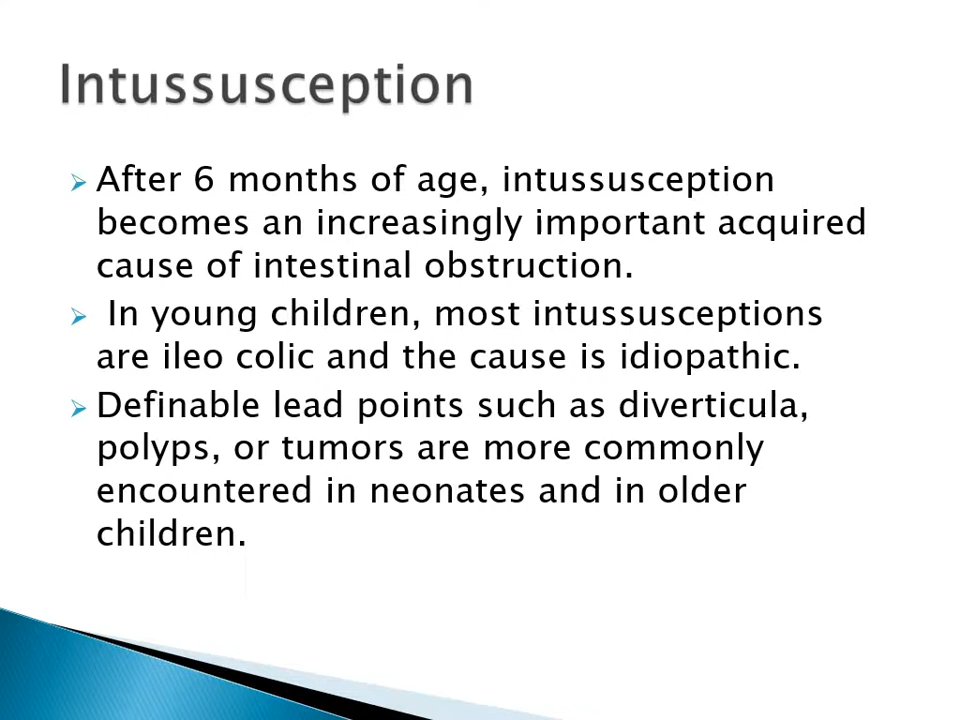 Intussusception
After 6 months of age, intussusception
becomes an increasingly important acquired
cause of intestinal obstruction.
In young children, most intussusceptions
are ileo colic and the cause is idiopathic.
Definable lead points such as diverticula,
polyps, or tumors are more commonly
encountered in neonates and in older
children.